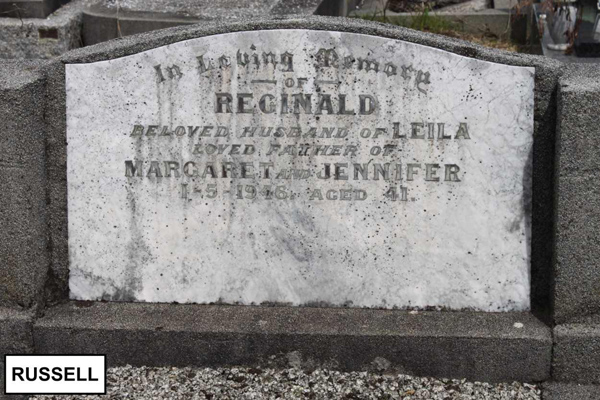 In Loving Memory
OF
REGINALD
BELOVED HUSBAND OF LEILA
LOVED FATHER OF
MARGARET AND JENNIFER
1-5-1946, AGED 41.
RUSSELL